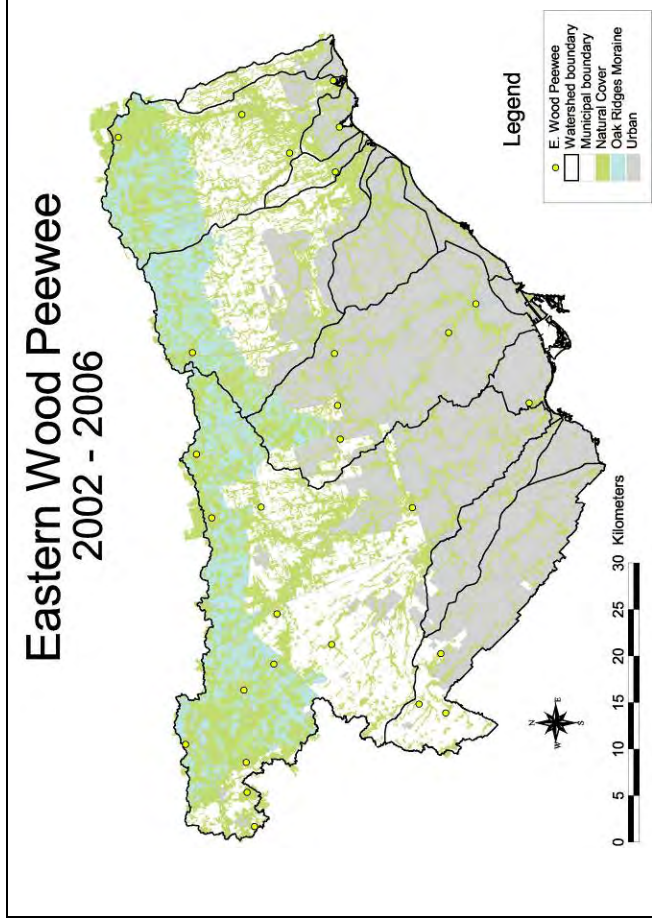 Eastern Wood Peewee
2002 - 2006
Legend
E. Wood Peewee
Watershed boundary
Municipal boundary
Natural Cover
Oak Ridges Moraine
Urban
N
W E
S
0 5 10 15 20 25 30 Kilometers